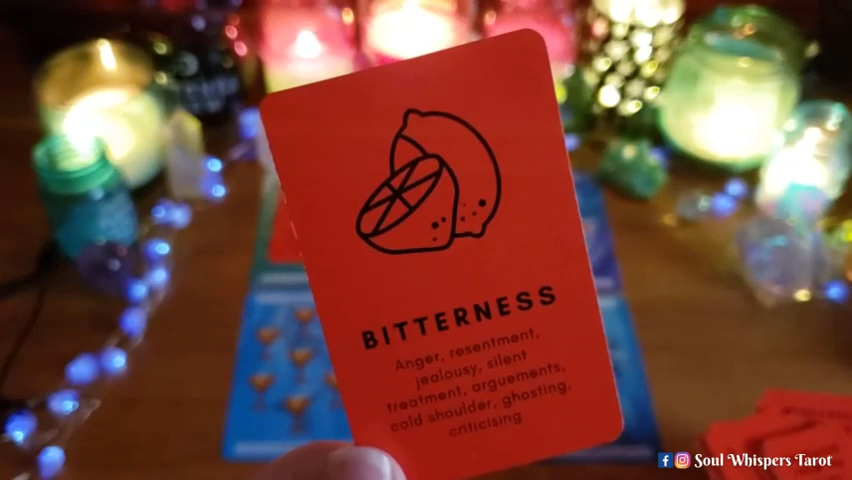 BITTERNESS
Anger, resentment,
jealousy, silent
treatment, arguements,
cold shoulder, ghosting,
criticising
Soul Whispers Tarot